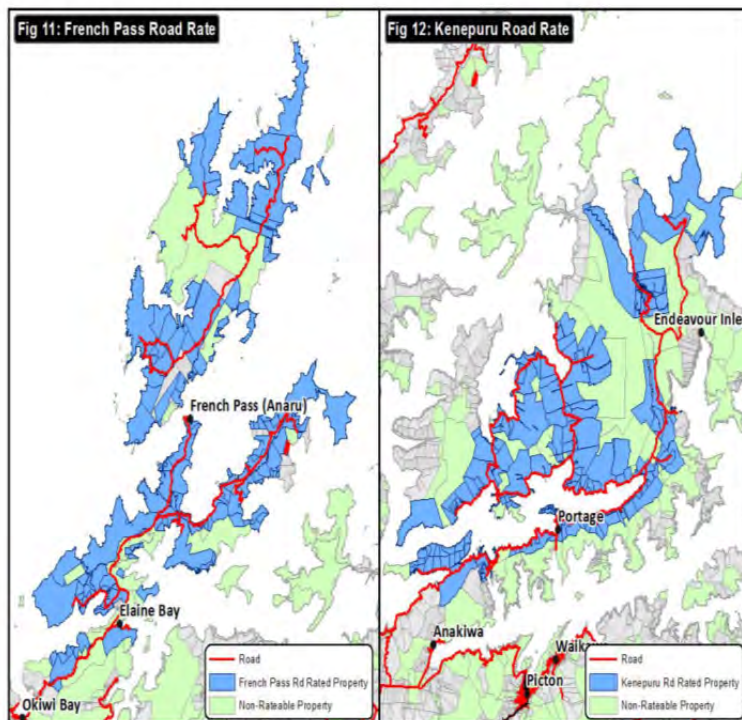 Fig 11: French Pass Road Rate
French Pass (Anaru)
Elaine Bay
Okiwi Bay
Road
French Pass Rd Rated Property
Non-Rateable Property
Fig 12: Kenepuru Road Rate
Endeavour Inle
Portage
Anakiwa
Waika
Picton
Road
Kenepuru Rd Rated Property
Non-Rateable Property